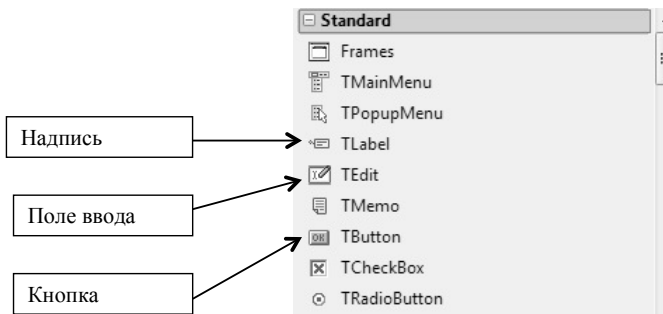 Standard
Frames
TMainMenu
TPopupMenu
Надпись
TLabel
TEdit
Поле ввода
TMemo
TButton
TCheckBox
Кнопка
TRadioButton